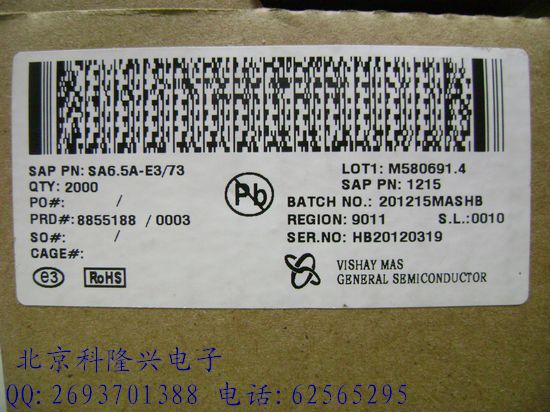 SAP PN: SA6.5A-E3/73
LOT1: M580691.4
QTY: 2000
SAP PN: 1215
PO#: /
BATCH NO.: 201215MASHB
PRD#: 8855188 / 0003
REGION: 9011 S.L.:0010
SO#: /
SER.NO: HB20120319
CAGE#:
Pb
e3 RoHS
VISHAY MAS
GENERAL SEMICONDUCTOR
北京科隆兴电子
QQ: 2693701388 电话: 62565295